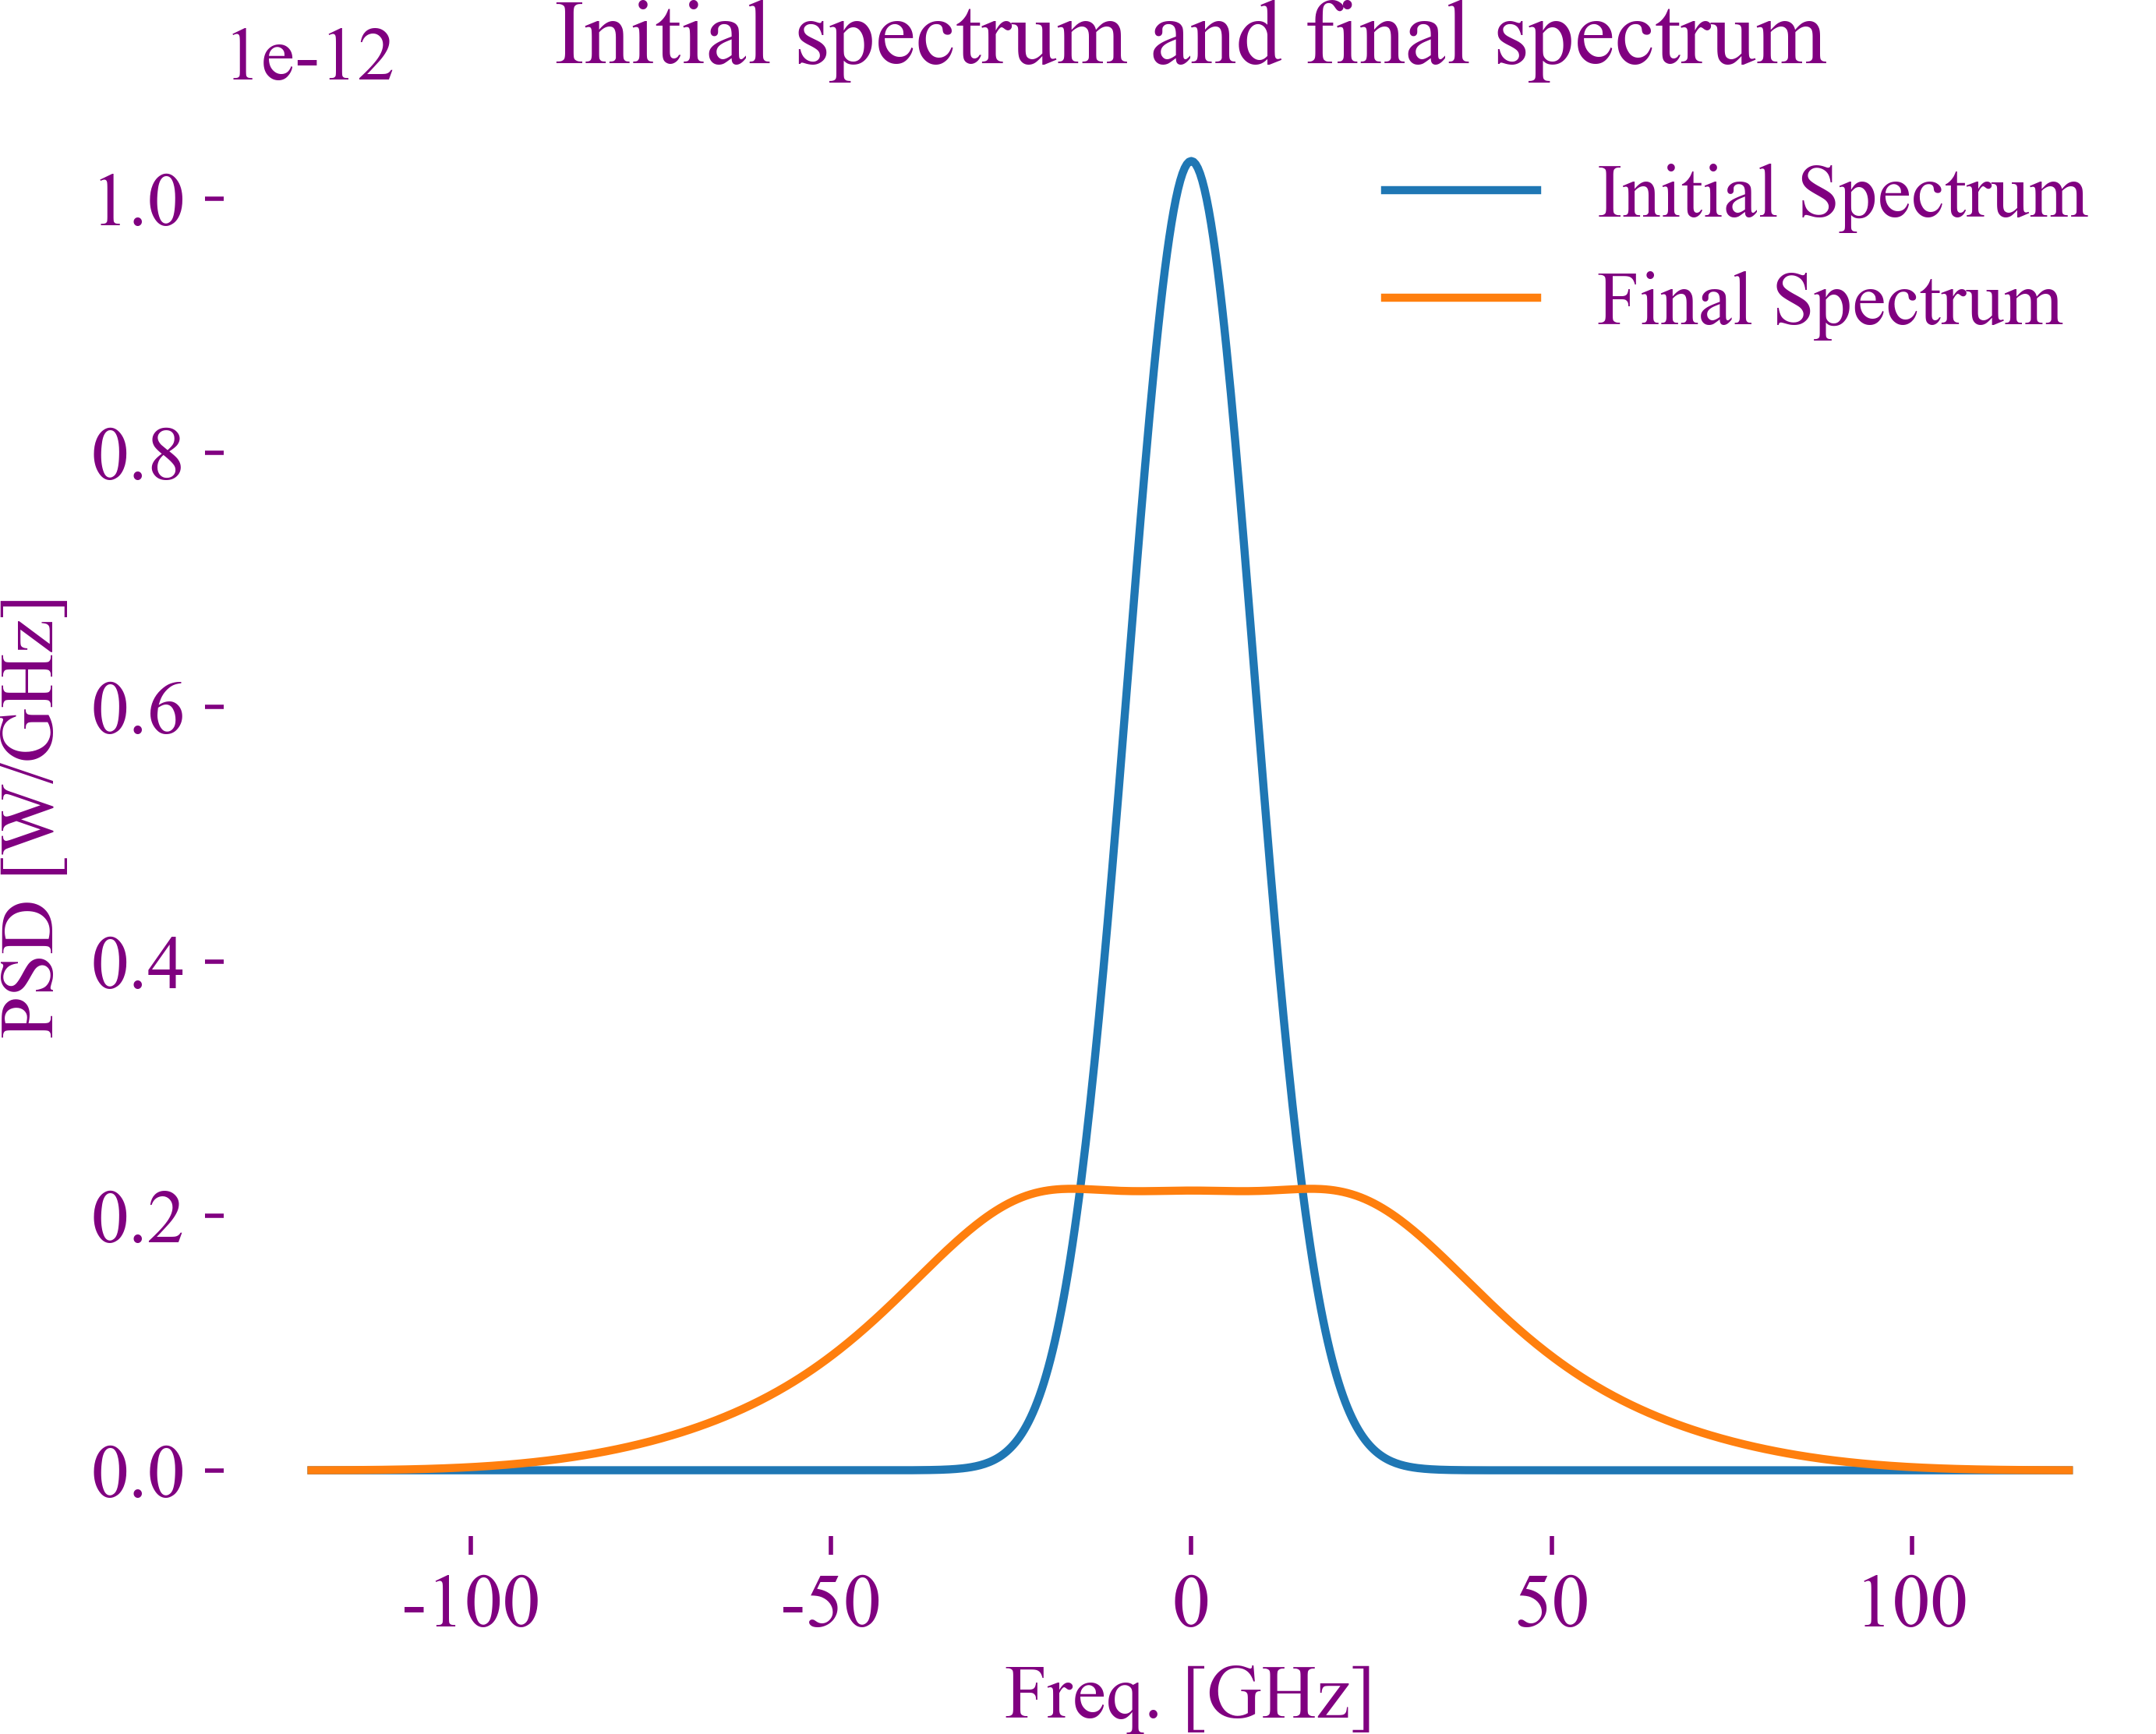 Initial spectrum and final spectrum
1e-12
Initial Spectrum
Final Spectrum
1.0
0.8
0.6
0.4
0.2
0.0
PSD [W/GHz]
-100 -50 0 50 100
Freq. [GHz]